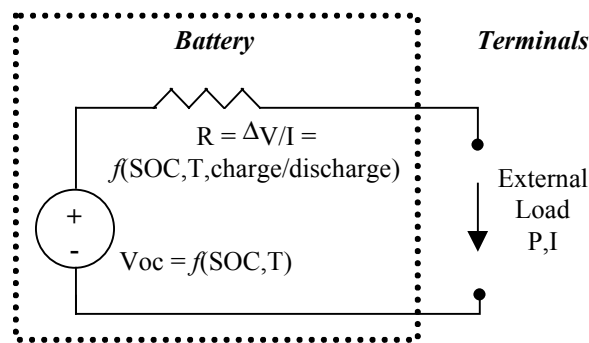 Battery
Terminals
R = ΔV/I =
f(SOC,T,charge/discharge)
+
-
Voc = f(SOC,T)
External
Load
P,I